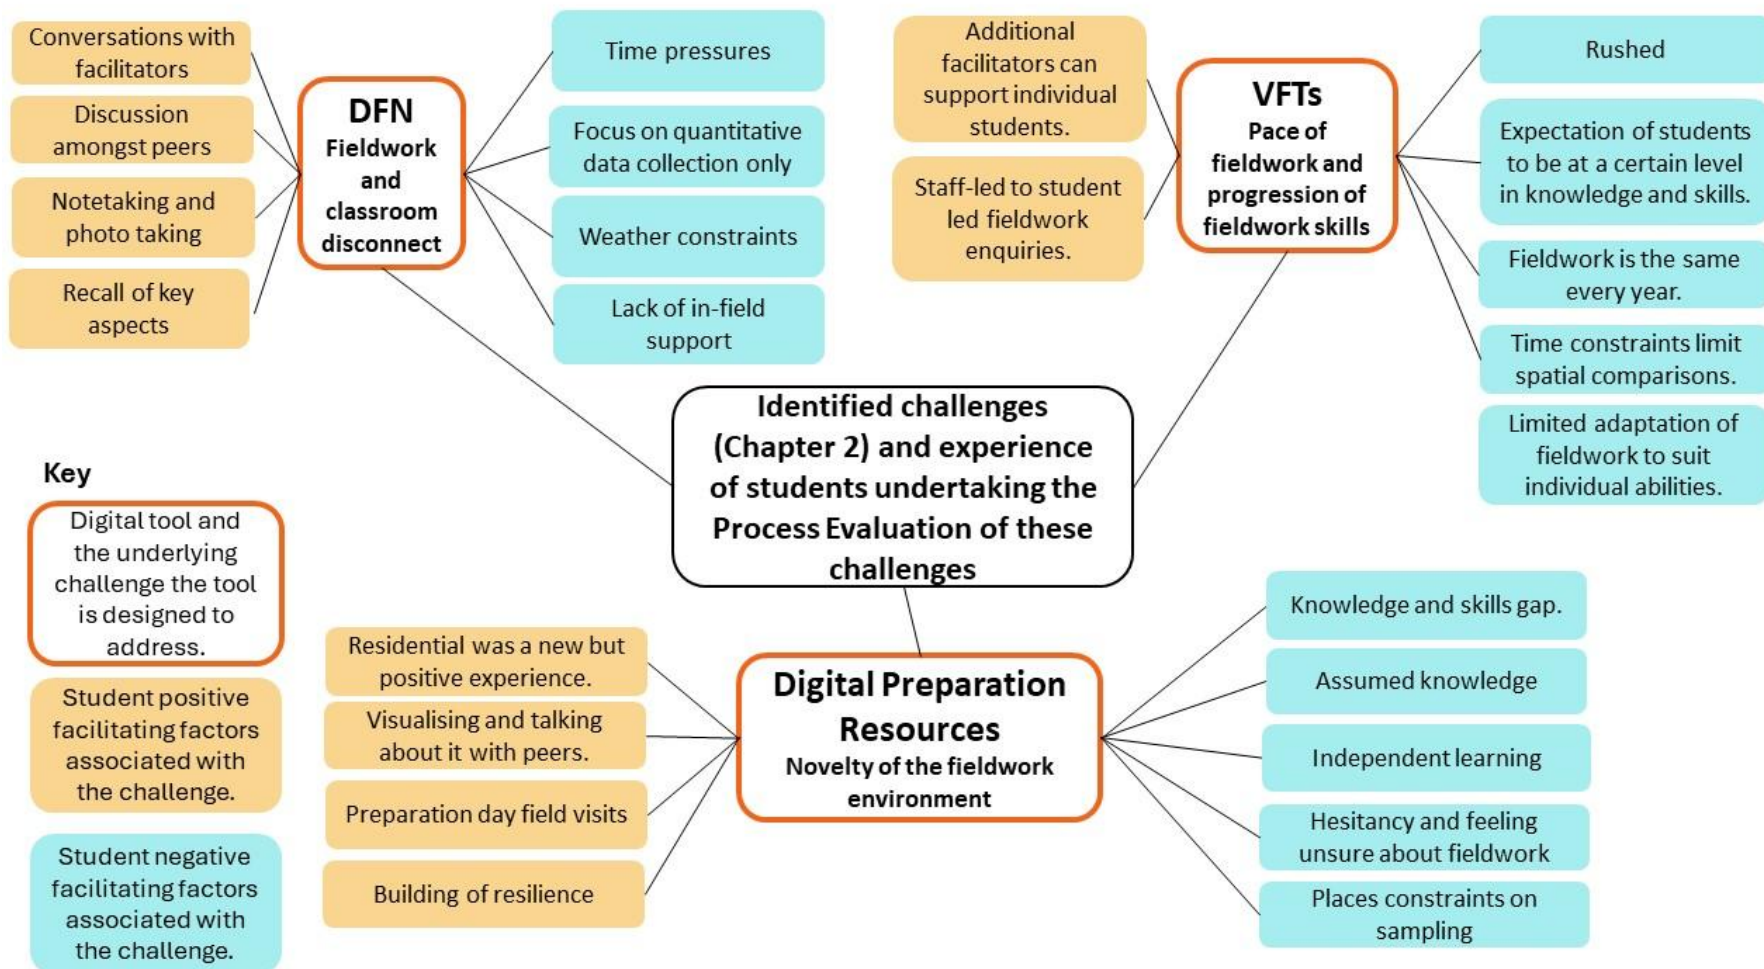 Conversations with
facilitators
Discussion
amongst peers
Notetaking and
photo taking
Recall of key
aspects
DFN
Fieldwork
and
classroom
disconnect
Time pressures
Focus on quantitative
data collection only
Weather constraints
Lack of in-field
support
Additional
facilitators can
support individual
students.
Staff-led to student
led fieldwork
enquiries.
VFTs
Pace of
fieldwork and
progression of
fieldwork skills
Rushed
Expectation of students
to be at a certain level
in knowledge and skills.
Fieldwork is the same
every year.
Time constraints limit
spatial comparisons.
Limited adaptation of
fieldwork to suit
individual abilities.
Identified challenges
(Chapter 2) and experience
of students undertaking the
Process Evaluation of these
challenges
Key
Digital tool and
the underlying
challenge the tool
is designed to
address.
Student positive
facilitating factors
associated with
the challenge.
Student negative
facilitating factors
associated with
the challenge.
Residential was a new but
positive experience.
Visualising and talking
about it with peers.
Preparation day field visits
Building of resilience
Digital Preparation
Resources
Novelty of the fieldwork
environment
Knowledge and skills gap.
Assumed knowledge
Independent learning
Hesitancy and feeling
unsure about fieldwork
Places constraints on
sampling